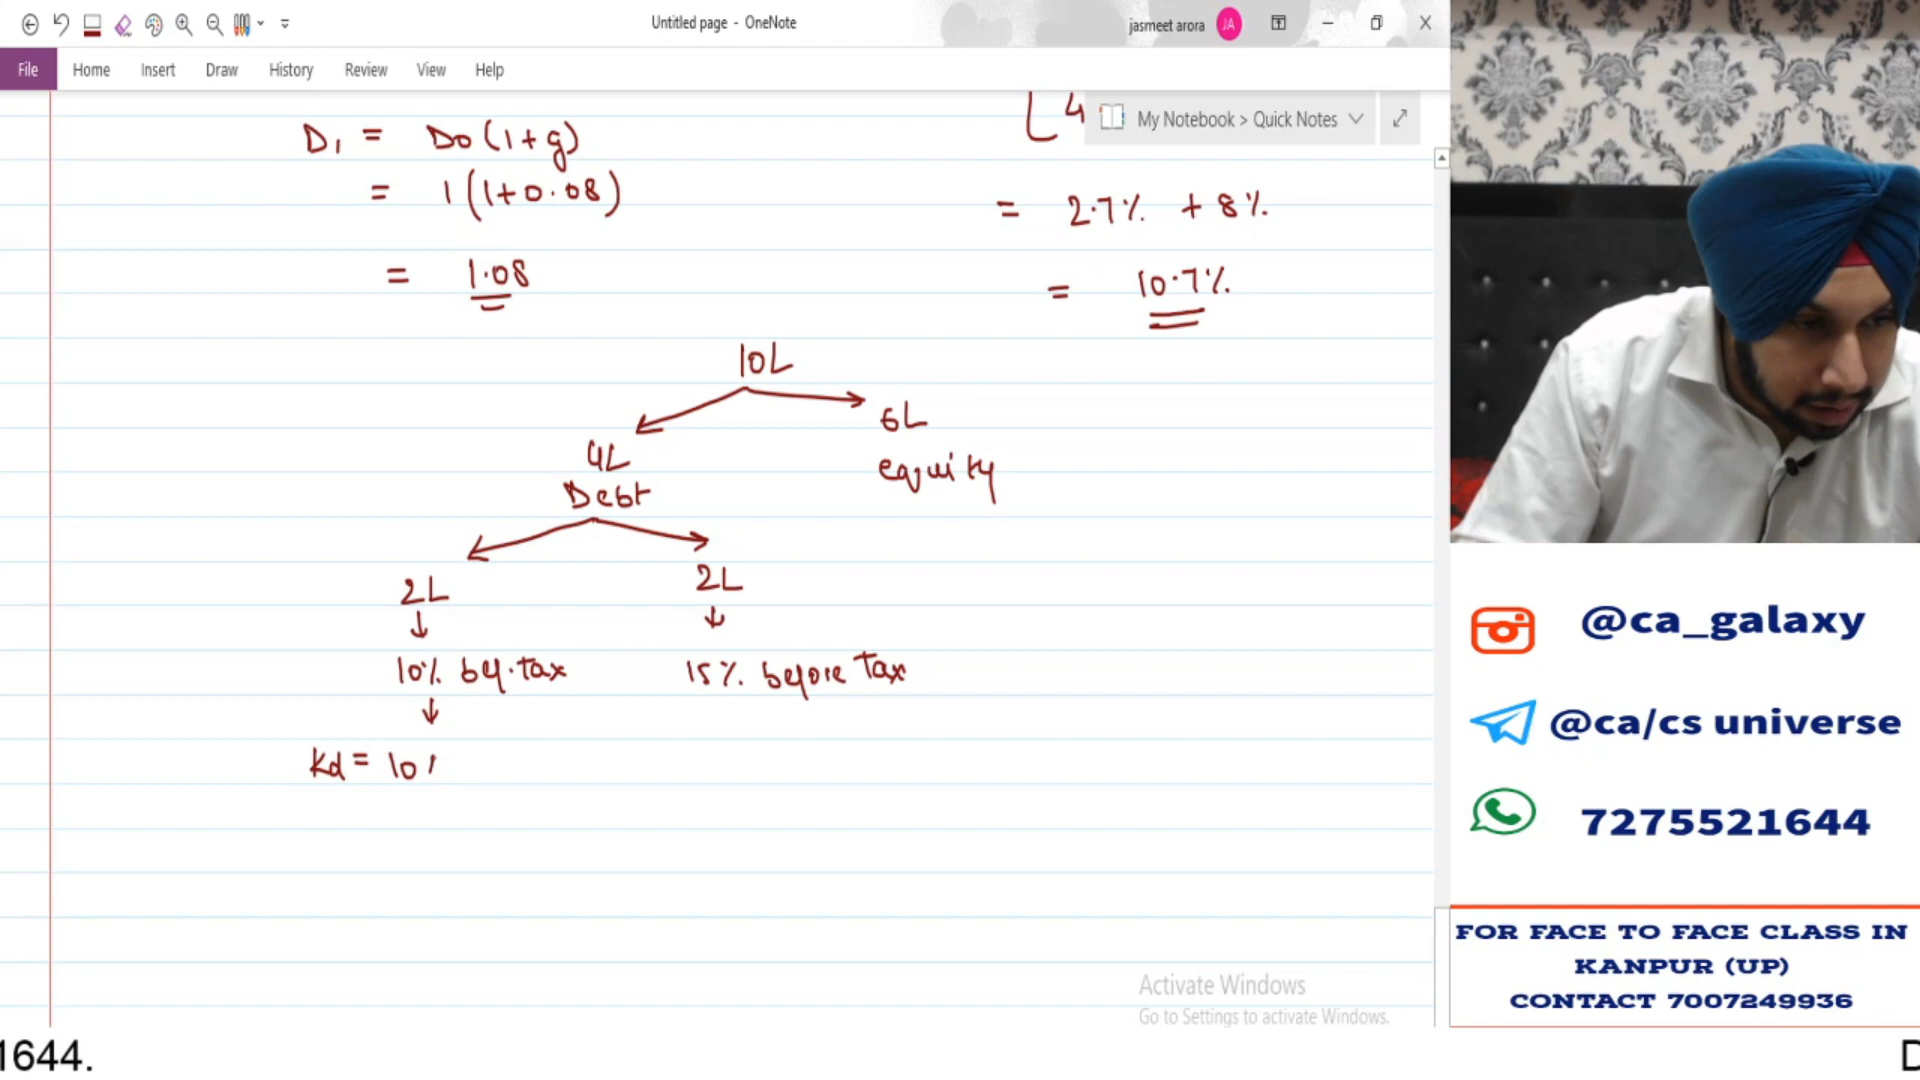 Untitled page - OneNote
jasmeet arora
JA
File
Home
Insert
Draw
History
Review
View
Help
My Notebook > Quick Notes
D1 = Do(1+g)
= 1(1+0.08)
= 1.08
[4
= 2.7% + 8%
= 10.7%
10L
4L
Debt
6L
equity
2L
2L
10% bef. tax
15% before Tax
Kd = 10
Activate Windows
Go to Settings to activate Windows.
@ca_galaxy
@ca/cs universe
7275521644
FOR FACE TO FACE CLASS IN
KANPUR (UP)
CONTACT 7007249936
1644.
D